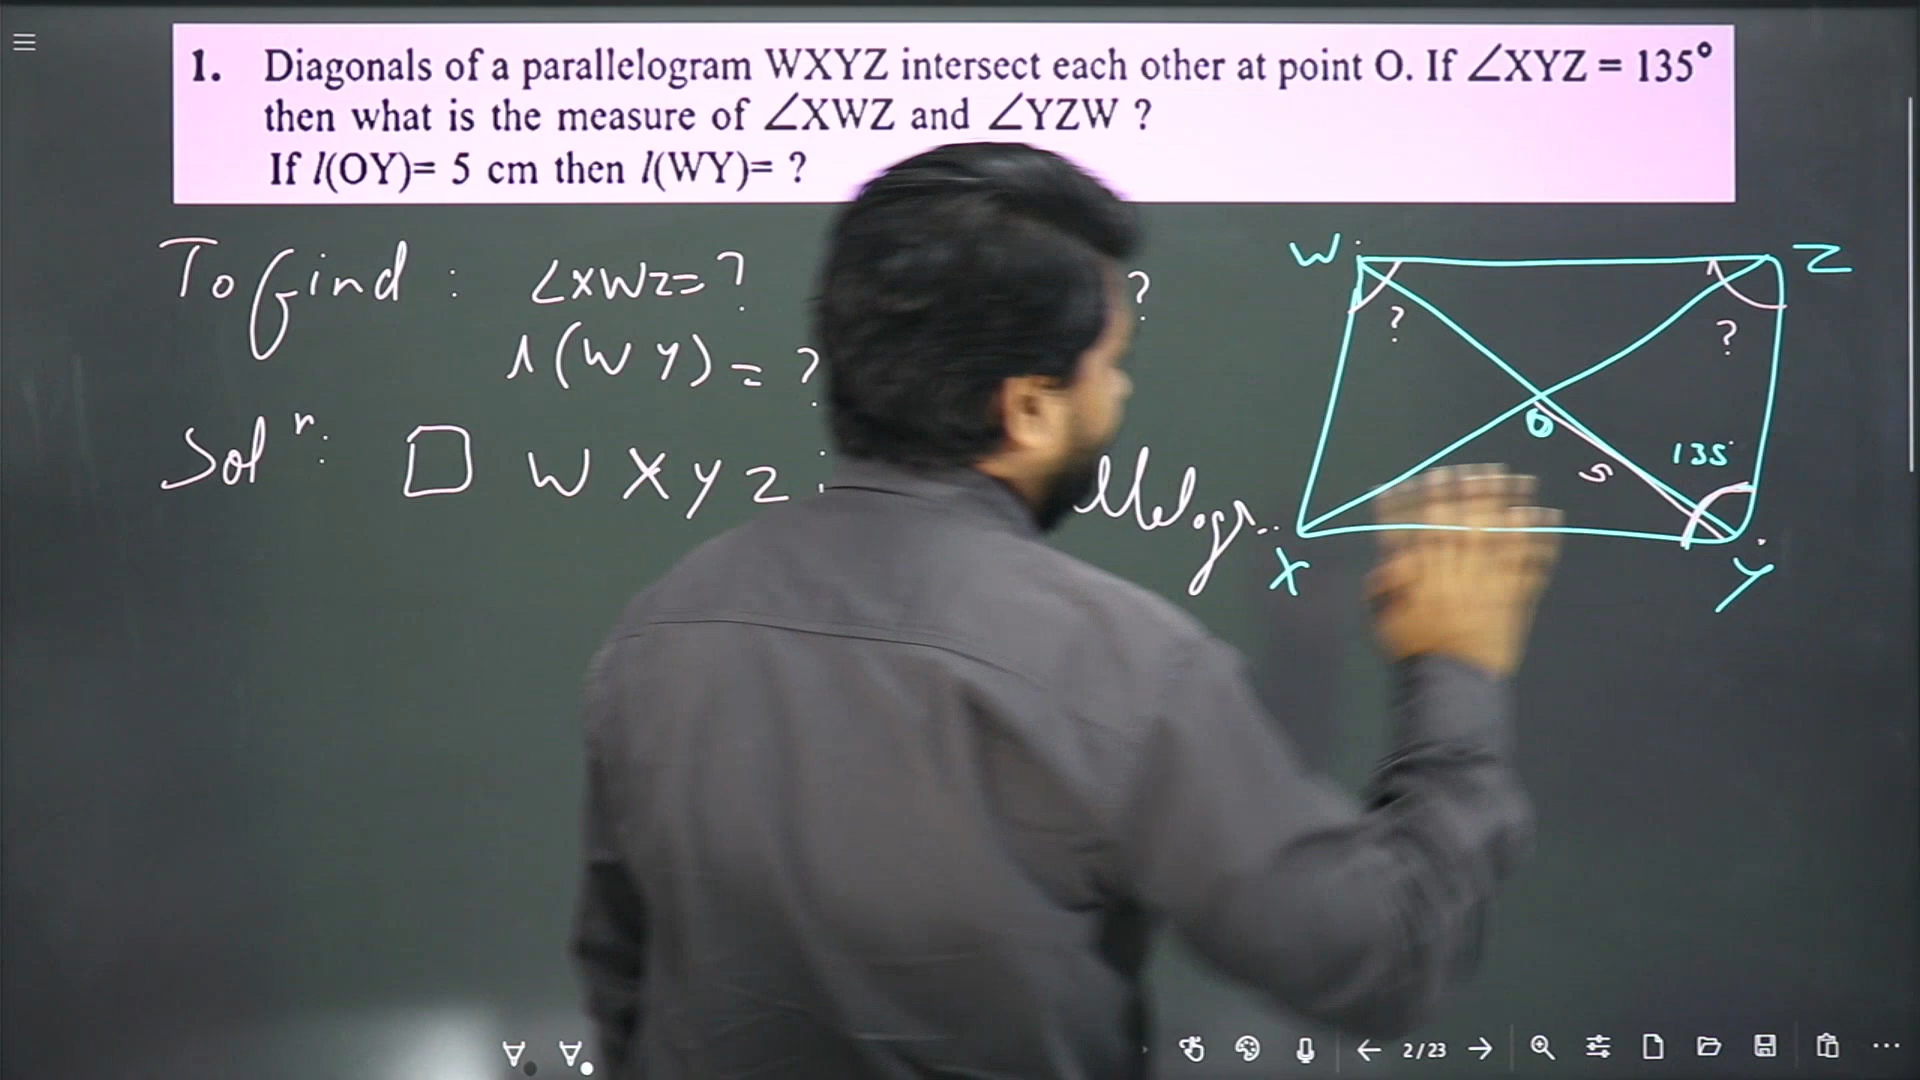 1. Diagonals of a parallelogram WXYZ intersect each other at point O. If ∠XYZ = 135°
then what is the measure of ∠XWZ and ∠YZW ?
If l(OY)= 5 cm then l(WY)= ?
To find : ∠XWZ=? ?
l(WY) = ?
Solⁿ: □ WXYZ
W Z
? ?
O
5
135°
X Y
2/23